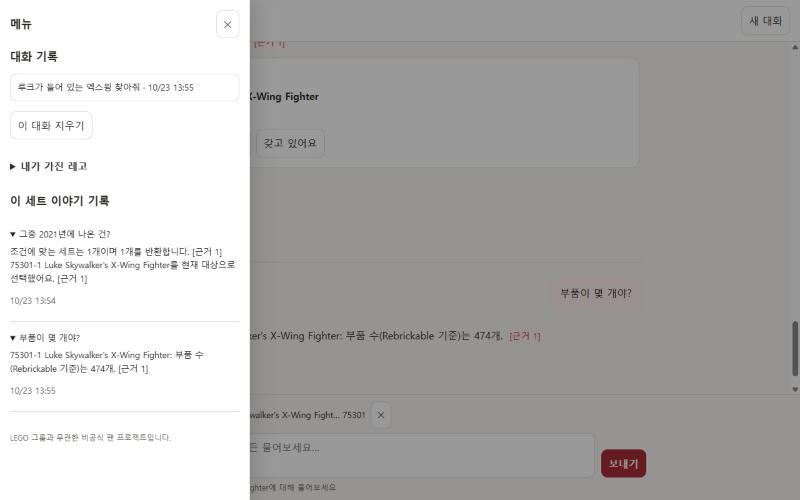 메뉴
×
새 대화
대화 기록
루크가 들어 있는 엑스윙 찾아줘 · 10/23 13:55
이 대화 지우기
▶ 내가 가진 레고
이 세트 이야기 기록
▼ 그중 2021년에 나온 건?
조건에 맞는 세트는 1개이며 1개를 반환합니다. [근거 1]
75301-1 Luke Skywalker's X-Wing Fighter를 현재 대상으로
선택했어요. [근거 1]
10/23 13:54
▼ 부품이 몇 개야?
75301-1 Luke Skywalker's X-Wing Fighter: 부품 수
(Rebrickable 기준)는 474개. [근거 1]
10/23 13:55
LEGO 그룹과 무관한 비공식 팬 프로젝트입니다.
[근거 1]
X-Wing Fighter
갖고 있어요
부품이 몇 개야?
ker's X-Wing Fighter: 부품 수(Rebrickable 기준)는 474개. [근거 1]
walker's X-Wing Fight... 75301 ×
든 물어보세요...
보내기
ghter에 대해 물어보세요